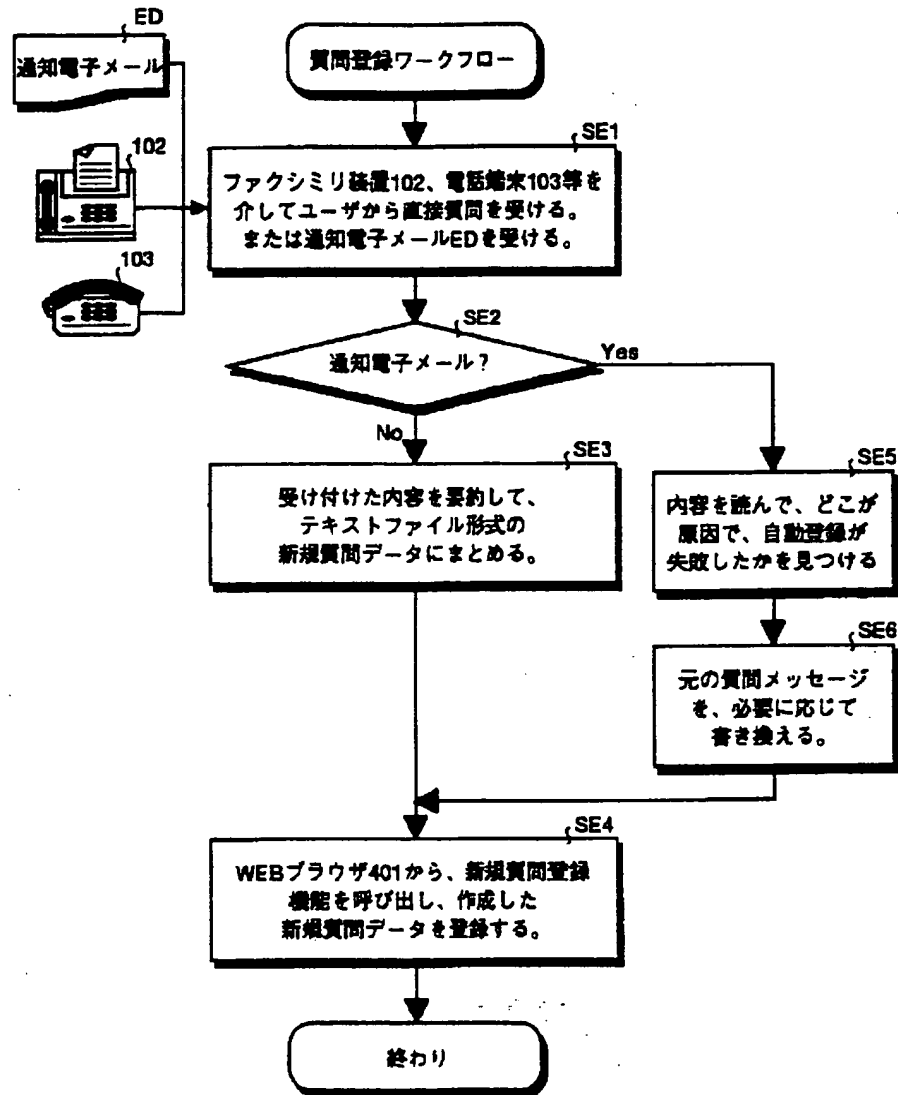 ED
通知電子メール
102
103
質問登録ワークフロー
SE1
ファクシミリ装置102、電話端末103等を
介してユーザから直接質問を受ける。
または通知電子メールEDを受ける。
SE2
通知電子メール？
Yes
No
SE3
受け付けた内容を要約して、
テキストファイル形式の
新規質問データにまとめる。
SE5
内容を読んで、どこが
原因で、自動登録が
失敗したかを見つける
SE6
元の質問メッセージ
を、必要に応じて
書き換える。
SE4
WEBブラウザ401から、新規質問登録
機能を呼び出し、作成した
新規質問データを登録する。
終わり